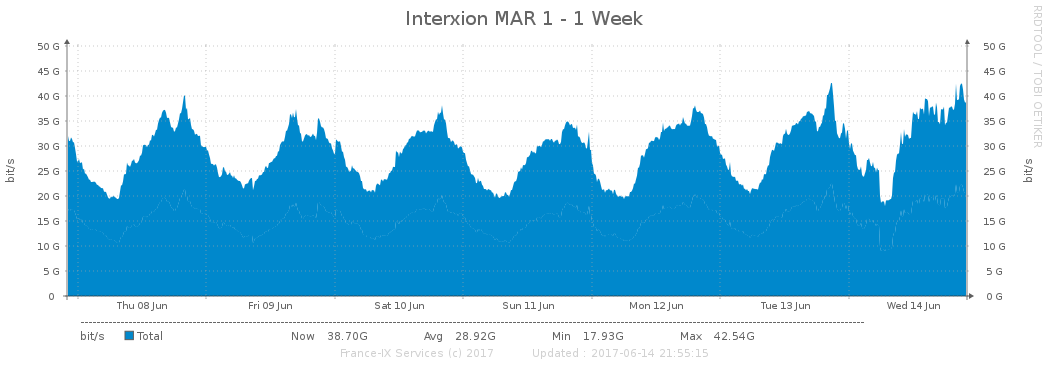 Interxion MAR 1 - 1 Week
RRDTOOL / TOBI OETIKER
50 G 50 G
45 G 45 G
40 G 40 G
35 G 35 G
30 G 30 G
25 G 25 G
20 G 20 G
15 G 15 G
10 G 10 G
5 G 5 G
0 0 G
bit/s bit/s
Thu 08 Jun Fri 09 Jun Sat 10 Jun Sun 11 Jun Mon 12 Jun Tue 13 Jun Wed 14 Jun
bit/s Total Now 38.70G Avg 28.92G Min 17.93G Max 42.54G
France-IX Services (c) 2017 Updated : 2017-06-14 21:55:15